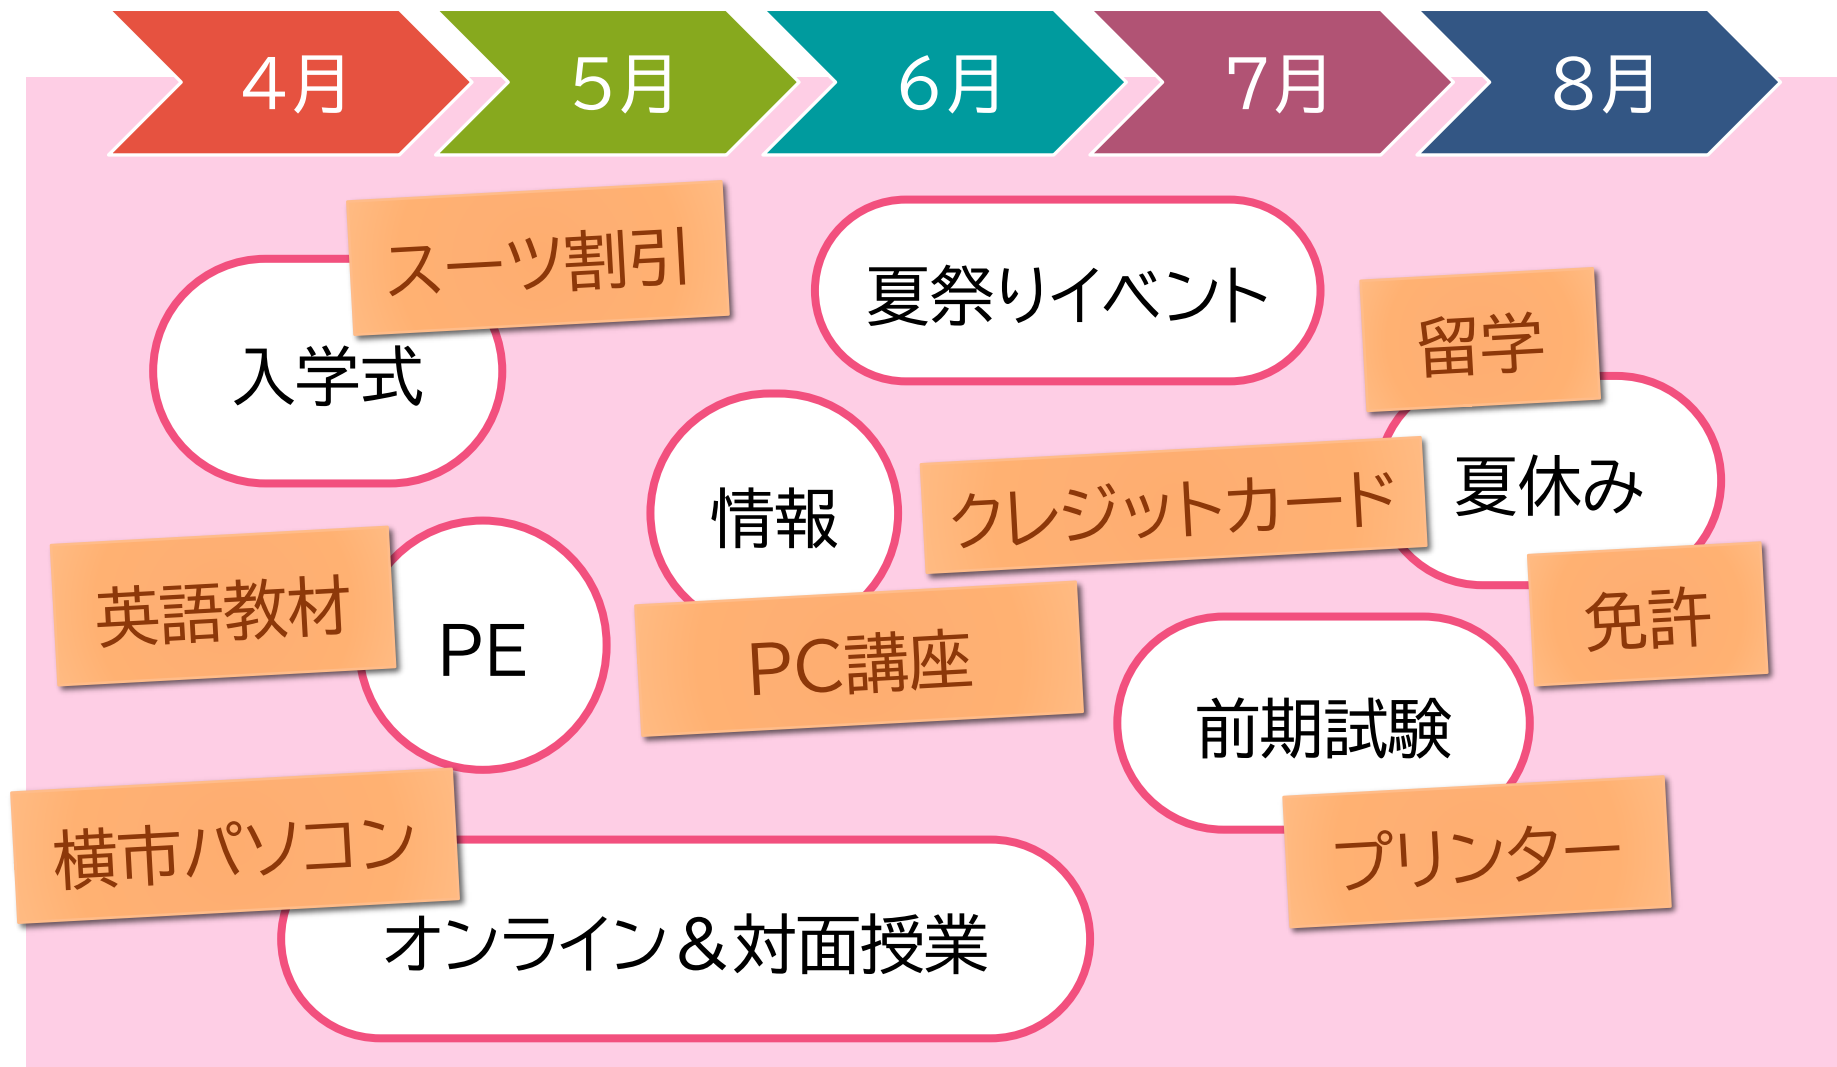 4月
5月
6月
7月
8月
スーツ割引
入学式
夏祭りイベント
留学
夏休み
クレジットカード
情報
免許
英語教材
PE
PC講座
前期試験
横市パソコン
プリンター
オンライン＆対面授業